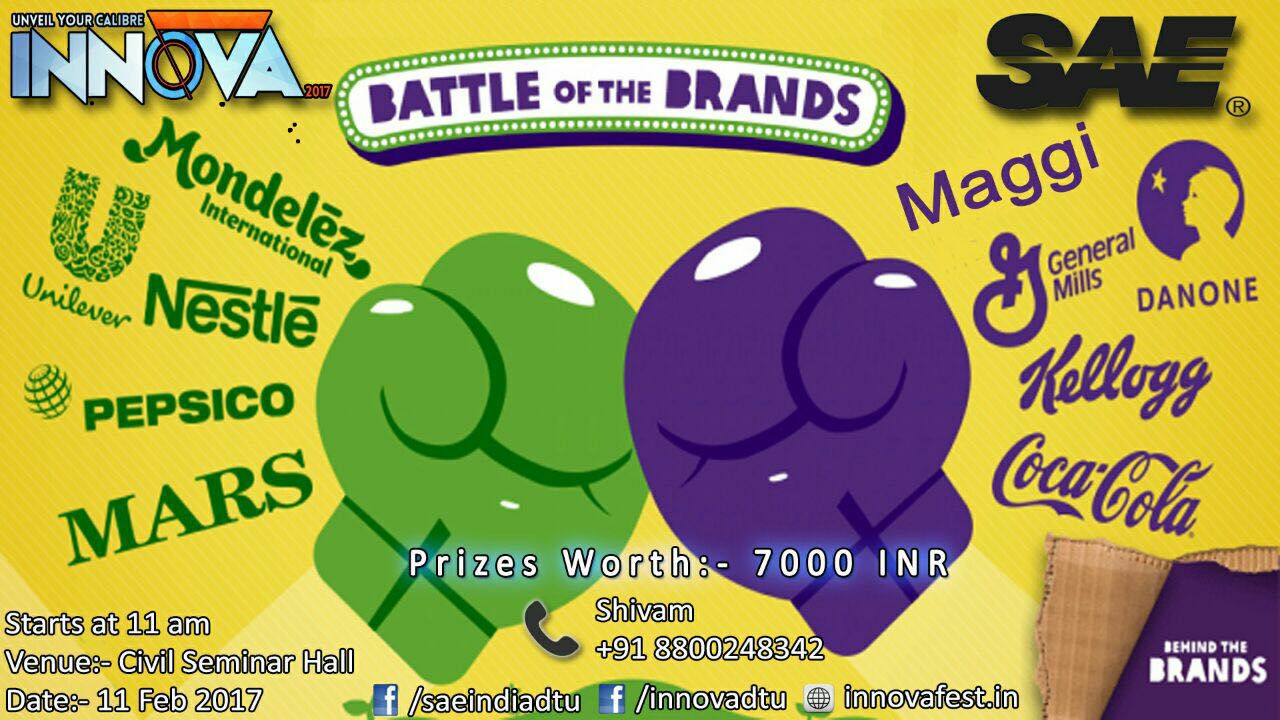 UNVEIL YOUR CALIBRE
INNOVA 2017
BATTLE OF THE BRANDS
SAE®
Mondelēz
International
Unilever
Nestlē
PEPSICO
MARS
Maggi
General
Mills
DANONE
Kellogg
Coca-Cola
Prizes Worth:- 7000 INR
Shivam
+91 8800248342
Starts at 11 am
Venue:- Civil Seminar Hall
Date:- 11 Feb 2017
/saeindiadtu /innovadtu innovafest.in
BEHIND THE
BRANDS